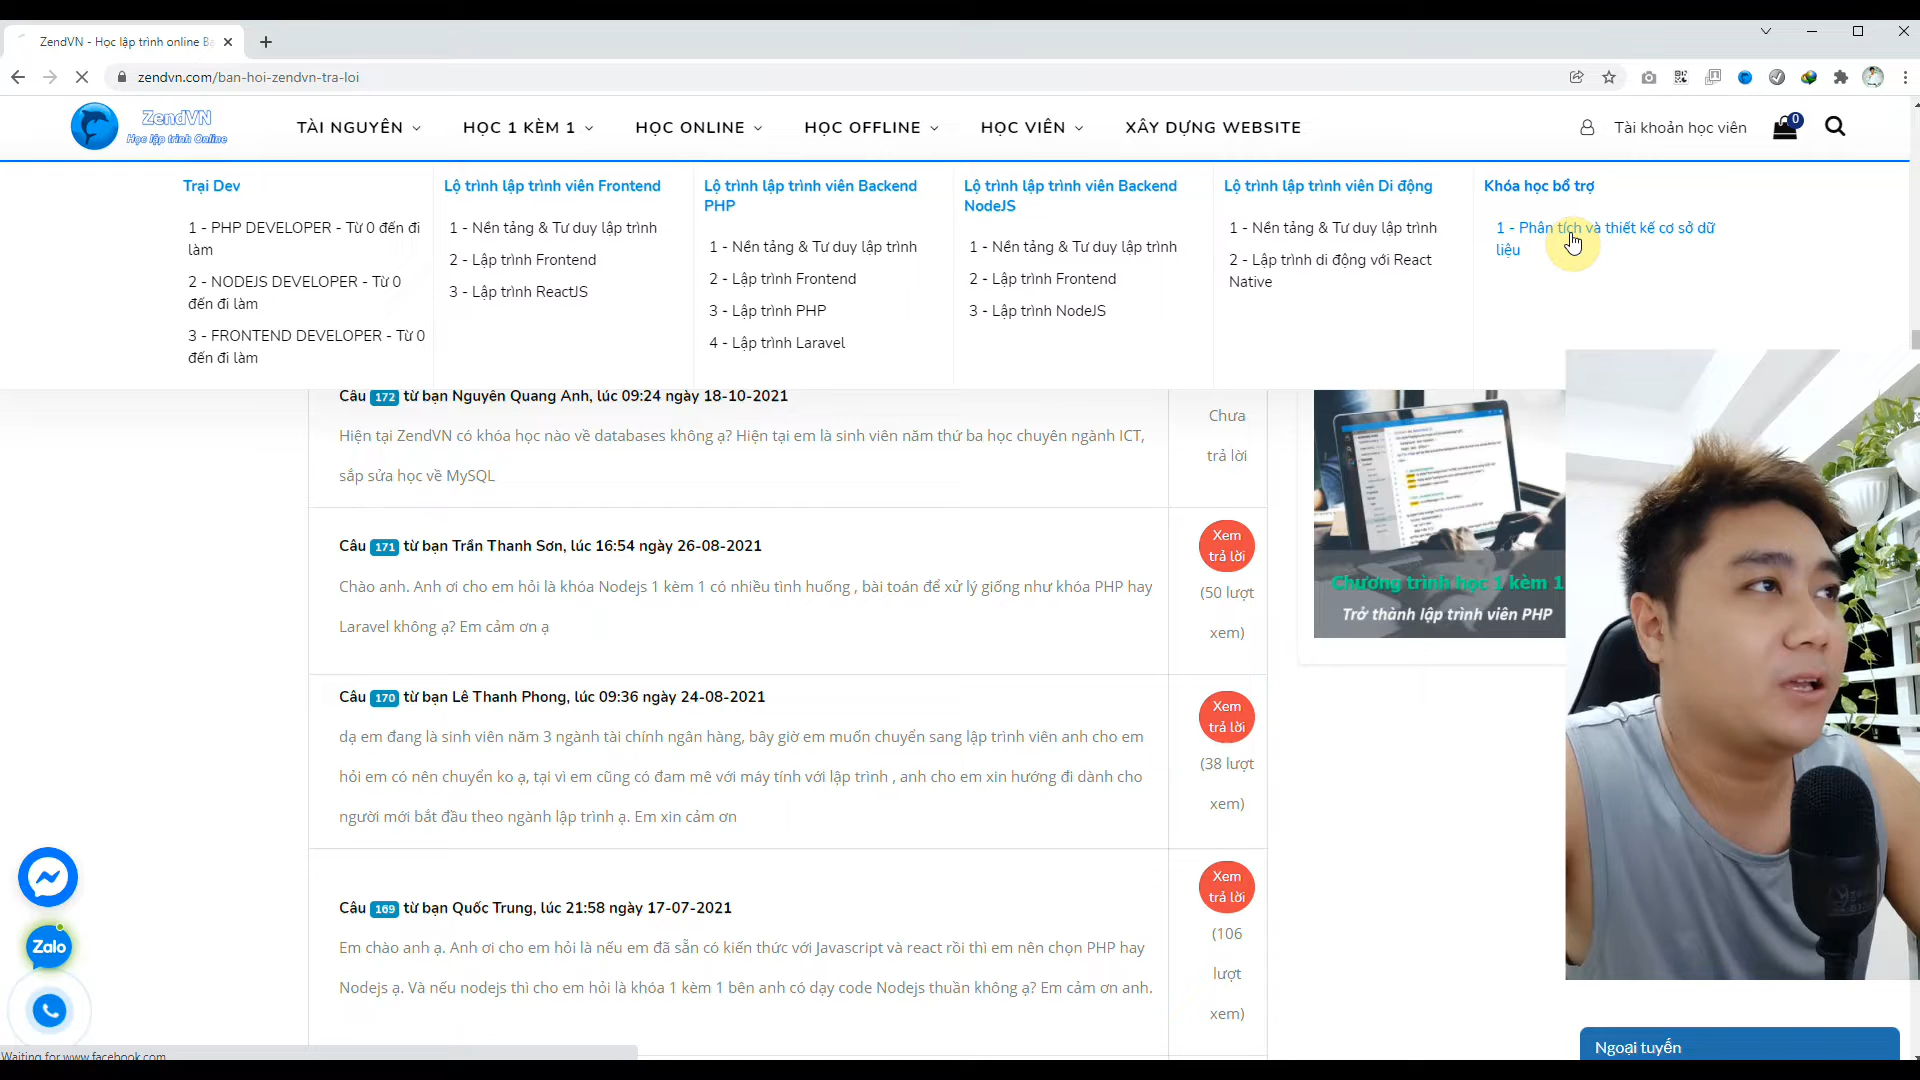 ZendVN - Học lập trình online Ba
zendvn.com/ban-hoi-zendvn-tra-loi
ZendVN
Học lập trình Online
TÀI NGUYÊN
HỌC 1 KÈM 1
HỌC ONLINE
HỌC OFFLINE
HỌC VIÊN
XÂY DỰNG WEBSITE
Tài khoản học viên
0
Trại Dev
1 - PHP DEVELOPER - Từ 0 đến đi
làm
2 - NODEJS DEVELOPER - Từ 0
đến đi làm
3 - FRONTEND DEVELOPER - Từ 0
đến đi làm
Lộ trình lập trình viên Frontend
1 - Nền tảng & Tư duy lập trình
2 - Lập trình Frontend
3 - Lập trình ReactJS
Lộ trình lập trình viên Backend
PHP
1 - Nền tảng & Tư duy lập trình
2 - Lập trình Frontend
3 - Lập trình PHP
4 - Lập trình Laravel
Lộ trình lập trình viên Backend
NodeJS
1 - Nền tảng & Tư duy lập trình
2 - Lập trình Frontend
3 - Lập trình NodeJS
Lộ trình lập trình viên Di động
1 - Nền tảng & Tư duy lập trình
2 - Lập trình di động với React
Native
Khóa học bổ trợ
1 - Phân tích và thiết kế cơ sở dữ
liệu
Câu 172 từ bạn Nguyễn Quang Anh, lúc 09:24 ngày 18-10-2021
Hiện tại ZendVN có khóa học nào về databases không ạ? Hiện tại em là sinh viên năm thứ ba học chuyên ngành ICT,
sắp sửa học về MySQL
Chưa
trả lời
Câu 171 từ bạn Trần Thanh Sơn, lúc 16:54 ngày 26-08-2021
Chào anh. Anh ơi cho em hỏi là khóa Nodejs 1 kèm 1 có nhiều tình huống , bài toán để xử lý giống như khóa PHP hay
Laravel không ạ? Em cảm ơn ạ
Xem
trả lời
(50 lượt
xem)
Câu 170 từ bạn Lê Thanh Phong, lúc 09:36 ngày 24-08-2021
dạ em đang là sinh viên năm 3 ngành tài chính ngân hàng, bây giờ em muốn chuyển sang lập trình viên anh cho em
hỏi em có nên chuyển ko ạ, tại vì em cũng có đam mê với máy tính với lập trình , anh cho em xin hướng đi dành cho
người mới bắt đầu theo ngành lập trình ạ. Em xin cảm ơn
Xem
trả lời
(38 lượt
xem)
Câu 169 từ bạn Quốc Trung, lúc 21:58 ngày 17-07-2021
Em chào anh ạ. Anh ơi cho em hỏi là nếu em đã sẵn có kiến thức với Javascript và react rồi thì em nên chọn PHP hay
Nodejs ạ. Và nếu nodejs thì cho em hỏi là khóa 1 kèm 1 bên anh có dạy code Nodejs thuần không ạ? Em cảm ơn anh.
Xem
trả lời
(106
lượt
xem)
Chương trình học 1 kèm 1
Trở thành lập trình viên PHP
Zalo
Ngoại tuyến
Waiting for www.facebook.com